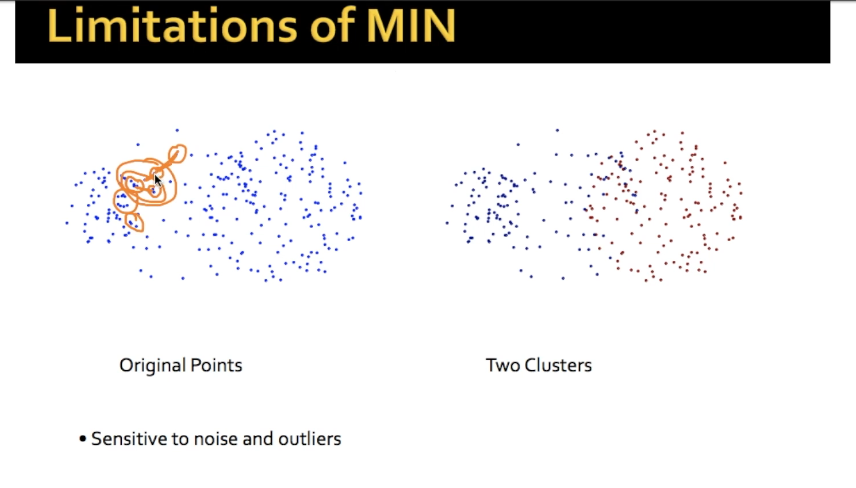 Limitations of MIN
Original Points
Two Clusters
• Sensitive to noise and outliers